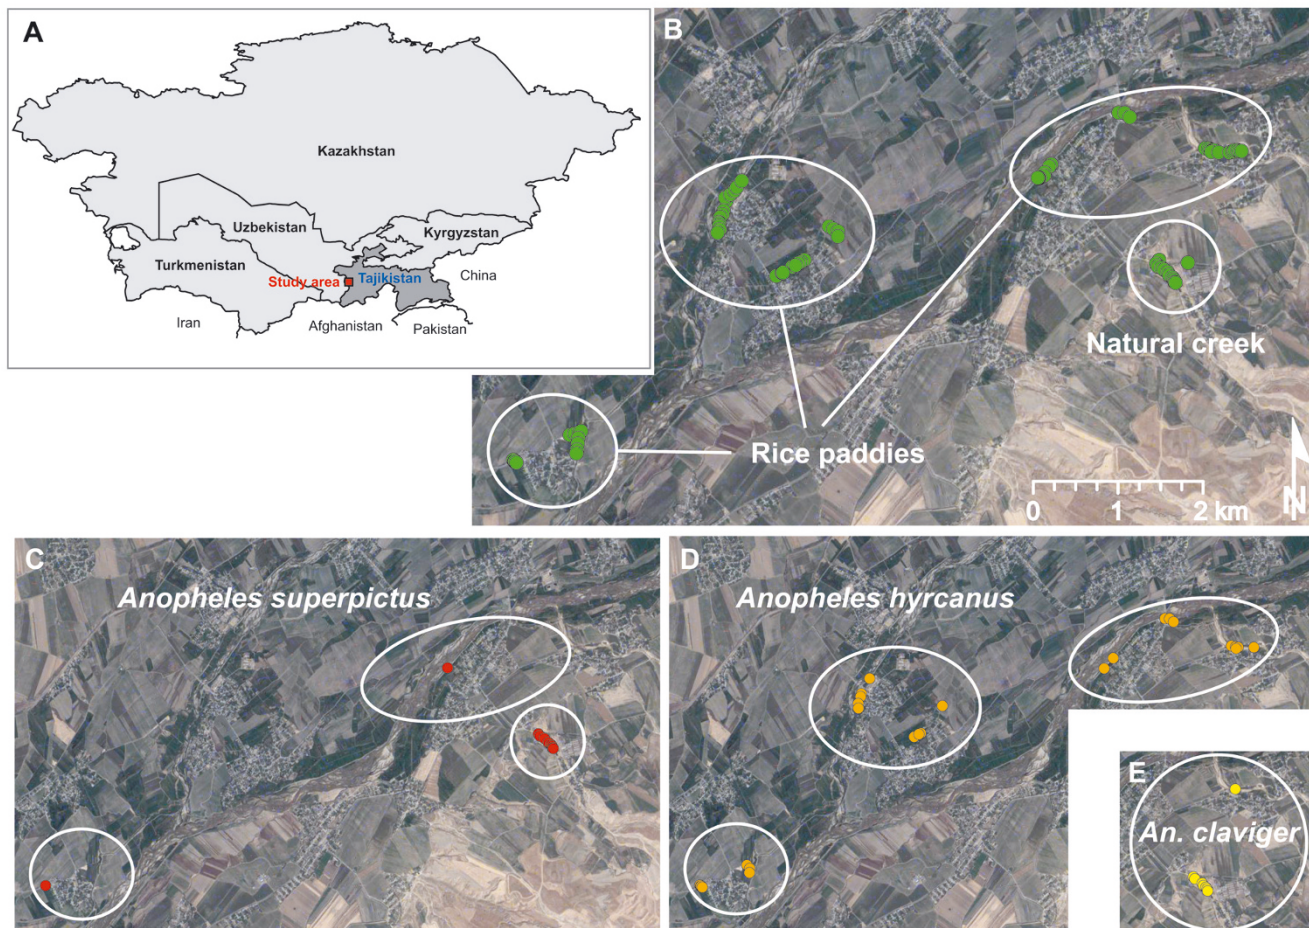 A
Kazakhstan
Uzbekistan
Kyrgyzstan
Turkmenistan
Study area
Tajikistan
China
Iran
Afghanistan
Pakistan
B
Natural creek
Rice paddies
0 1 2 km
N
C
Anopheles superpictus
D
Anopheles hyrcanus
E
An. claviger